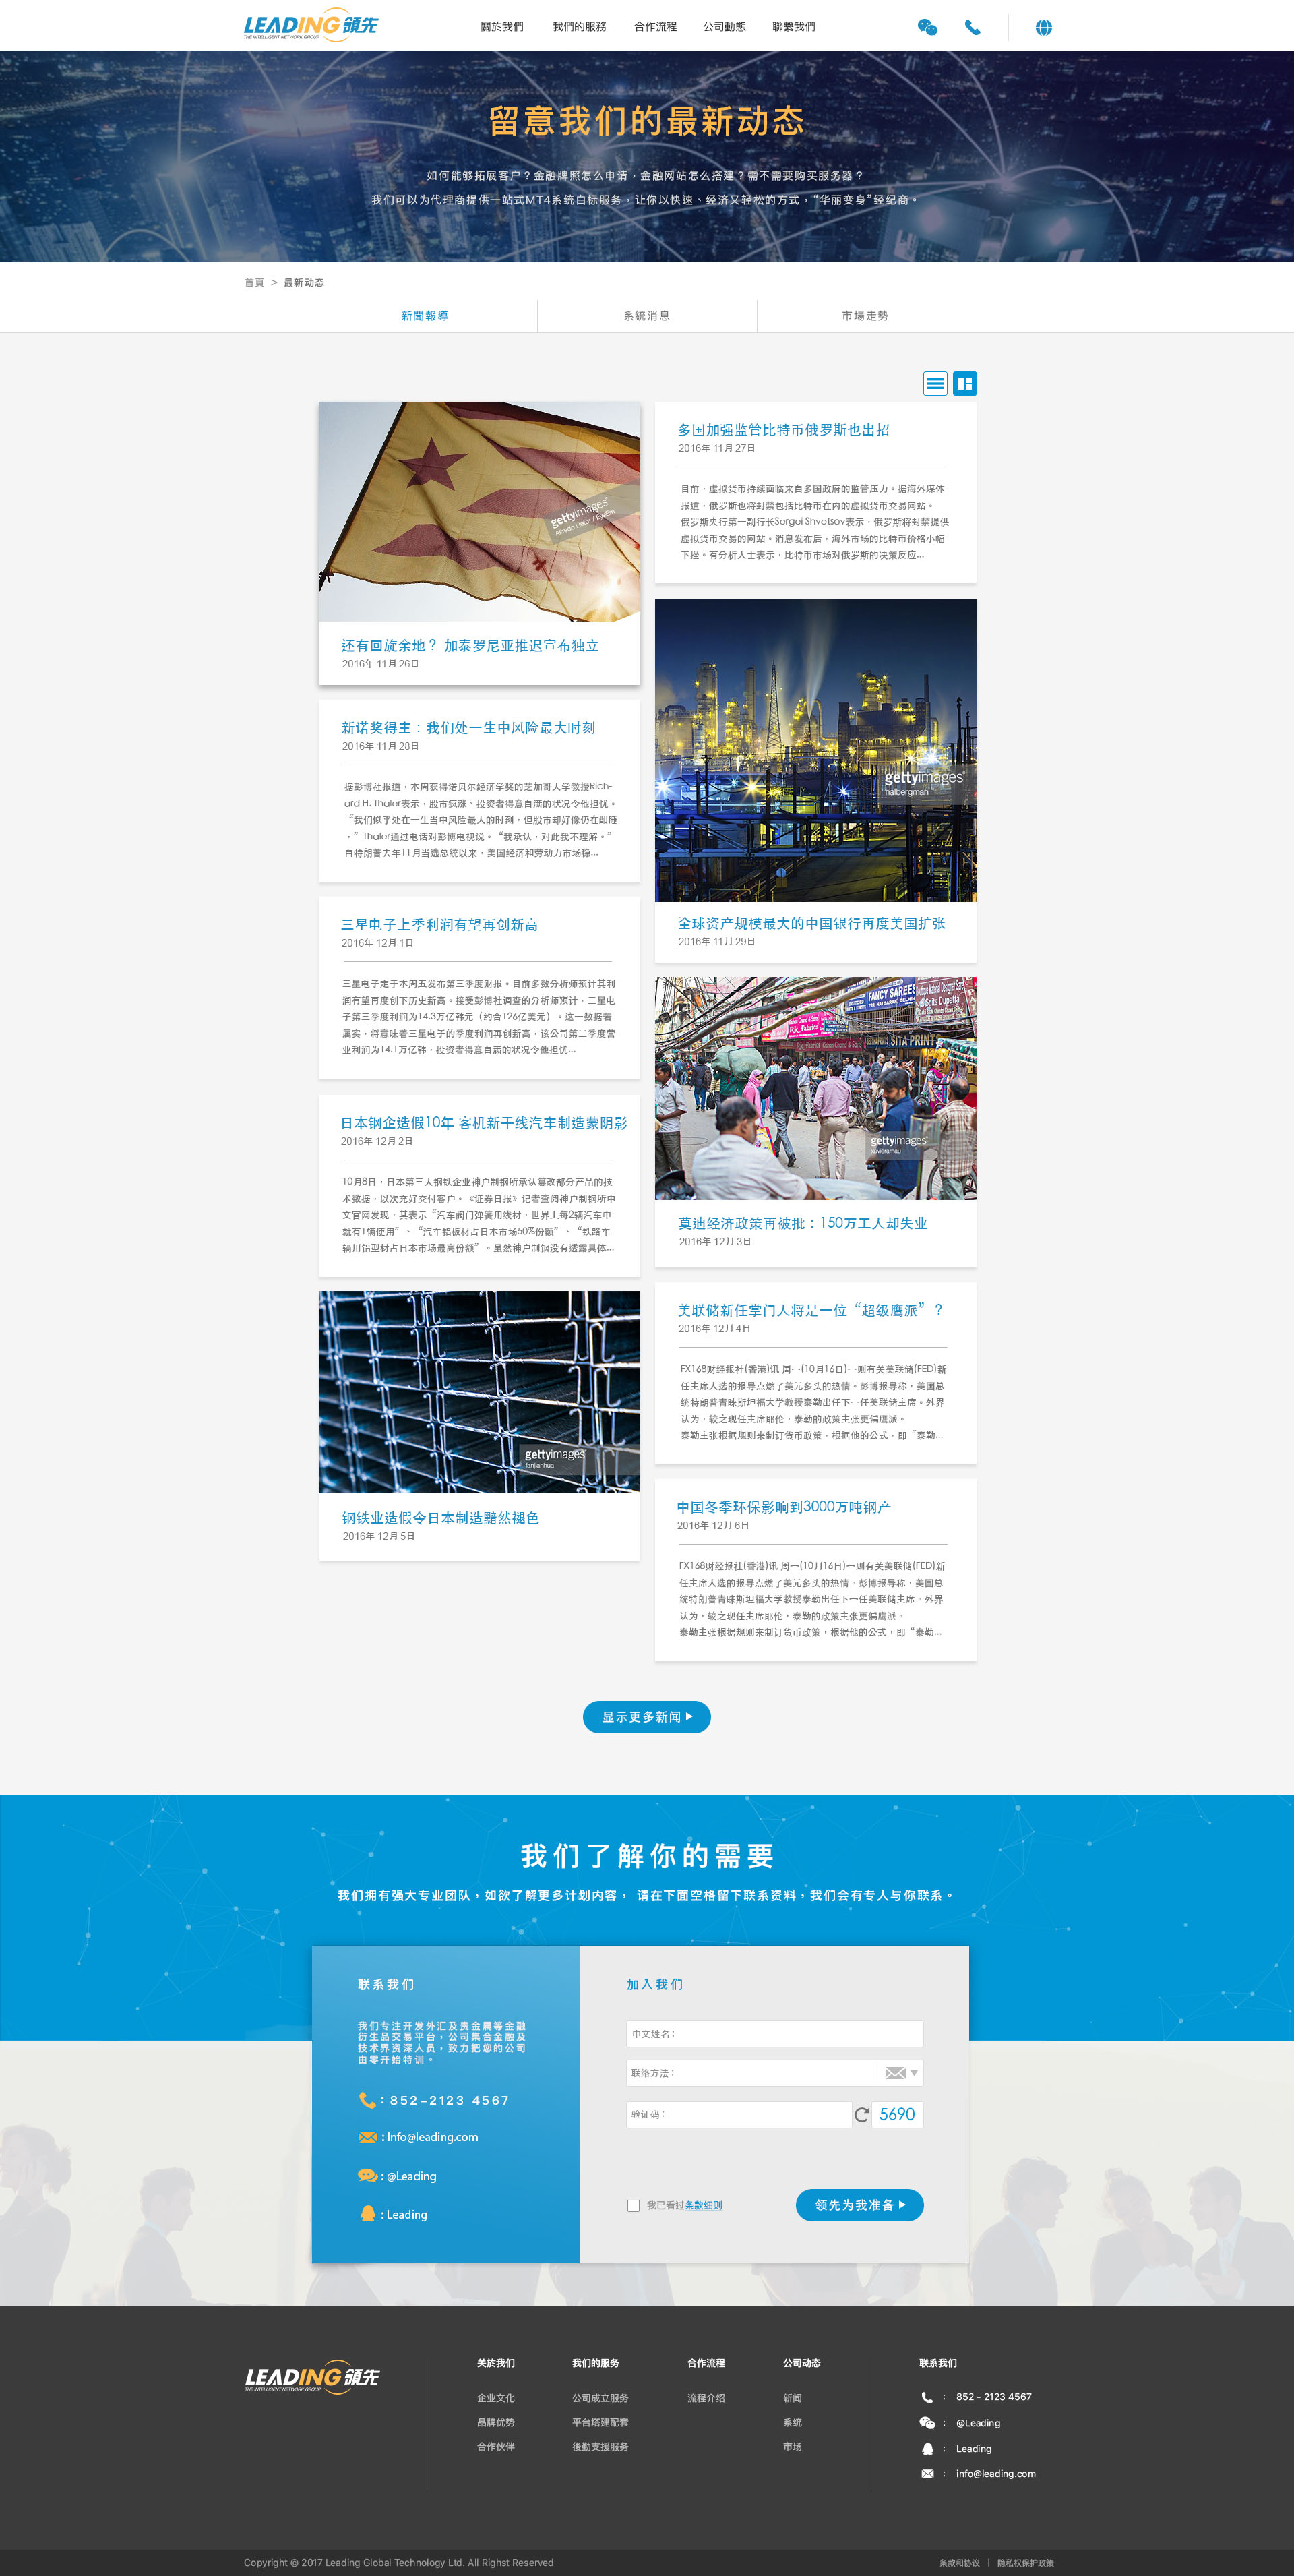 LEADING 領先
THE INTELLIGENT NETWORK GROUP
關於我們
我們的服務
合作流程
公司動態
聯繫我們
留意我们的最新动态
如何能够拓展客户？金融牌照怎么申请，金融网站怎么搭建？需不需要购买服务器？
我们可以为代理商提供一站式MT4系统白标服务，让你以快速、经济又轻松的方式，“华丽变身”经纪商。
首頁 > 最新动态
新聞報導
系統消息
市場走勢
gettyimages
Alfredo Liietor / EyeEm
还有回旋余地？ 加泰罗尼亚推迟宣布独立
2016年 11月 26日
新诺奖得主：我们处一生中风险最大时刻
2016年 11月 28日
据彭博社报道，本周获得诺贝尔经济学奖的芝加哥大学教授Rich-
ard H. Thaler表示，股市疯涨、投资者得意自满的状况令他担忧。
“我们似乎处在一生当中风险最大的时刻，但股市却好像仍在酣睡
，”Thaler通过电话对彭博电视说。“我承认，对此我不理解。”
自特朗普去年11月当选总统以来，美国经济和劳动力市场稳...
三星电子上季利润有望再创新高
2016年 12月 1日
三星电子定于本周五发布第三季度财报。目前多数分析师预计其利
润有望再度创下历史新高。接受彭博社调查的分析师预计，三星电
子第三季度利润为14.3万亿韩元（约合126亿美元）。这一数据若
属实，将意味着三星电子的季度利润再创新高，该公司第二季度营
业利润为14.1万亿韩，投资者得意自满的状况令他担忧...
日本钢企造假10年 客机新干线汽车制造蒙阴影
2016年 12月 2日
10月8日，日本第三大钢铁企业神户制钢所承认篡改部分产品的技
术数据，以次充好交付客户。《证券日报》记者查阅神户制钢所中
文官网发现，其表示“汽车阀门弹簧用线材，世界上每2辆汽车中
就有1辆使用”、“汽车铝板材占日本市场50%份额”、“铁路车
辆用铝型材占日本市场最高份额”。虽然神户制钢没有透露具体...
gettyimages
fanjianhua
钢铁业造假令日本制造黯然褪色
2016年 12月 5日
多国加强监管比特币俄罗斯也出招
2016年 11月 27日
目前，虚拟货币持续面临来自多国政府的监管压力。据海外媒体
报道，俄罗斯也将封禁包括比特币在内的虚拟货币交易网站。
俄罗斯央行第一副行长Sergei Shvetsov表示，俄罗斯将封禁提供
虚拟货币交易的网站。消息发布后，海外市场的比特币价格小幅
下挫。有分析人士表示，比特币市场对俄罗斯的决策反应...
gettyimages
halbergman
全球资产规模最大的中国银行再度美国扩张
2016年 11月 29日
FANCY SAREES
SITA PRINTS
gettyimages
xuvieramau
莫迪经济政策再被批：150万工人却失业
2016年 12月 3日
美联储新任掌门人将是一位“超级鹰派”？
2016年 12月 4日
FX168财经报社(香港)讯 周一(10月16日)一则有关美联储(FED)新
任主席人选的报导点燃了美元多头的热情。彭博报导称，美国总
统特朗普青睐斯坦福大学教授泰勒出任下一任美联储主席。外界
认为，较之现任主席耶伦，泰勒的政策主张更偏鹰派。
泰勒主张根据规则来制订货币政策，根据他的公式，即“泰勒...
中国冬季环保影响到3000万吨钢产
2016年 12月 6日
FX168财经报社(香港)讯 周一(10月16日)一则有关美联储(FED)新
任主席人选的报导点燃了美元多头的热情。彭博报导称，美国总
统特朗普青睐斯坦福大学教授泰勒出任下一任美联储主席。外界
认为，较之现任主席耶伦，泰勒的政策主张更偏鹰派。
泰勒主张根据规则来制订货币政策，根据他的公式，即“泰勒...
显示更多新闻
我们了解你的需要
我们拥有强大专业团队，如欲了解更多计划内容， 请在下面空格留下联系资料，我们会有专人与你联系。
联系我们
我们专注开发外汇及贵金属等金融
衍生品交易平台，公司集合金融及
技术界资深人员，致力把您的公司
由零开始特训。
: 852-2123 4567
: Info@leading.com
: @Leading
: Leading
加入我们
中文姓名：
联络方法：
验证码：
5690
我已看过条款细则
领先为我准备
LEADING 領先
THE INTELLIGENT NETWORK GROUP
关於我们
企业文化
品牌优势
合作伙伴
我们的服务
公司成立服务
平台塔建配套
後勤支援服务
合作流程
流程介绍
公司动态
新闻
系统
市场
联系我们
: 852 - 2123 4567
: @Leading
: Leading
: info@leading.com
Copyright © 2017 Leading Global Technology Ltd. All Righst Reserved
条款和协议 | 隐私权保护政策